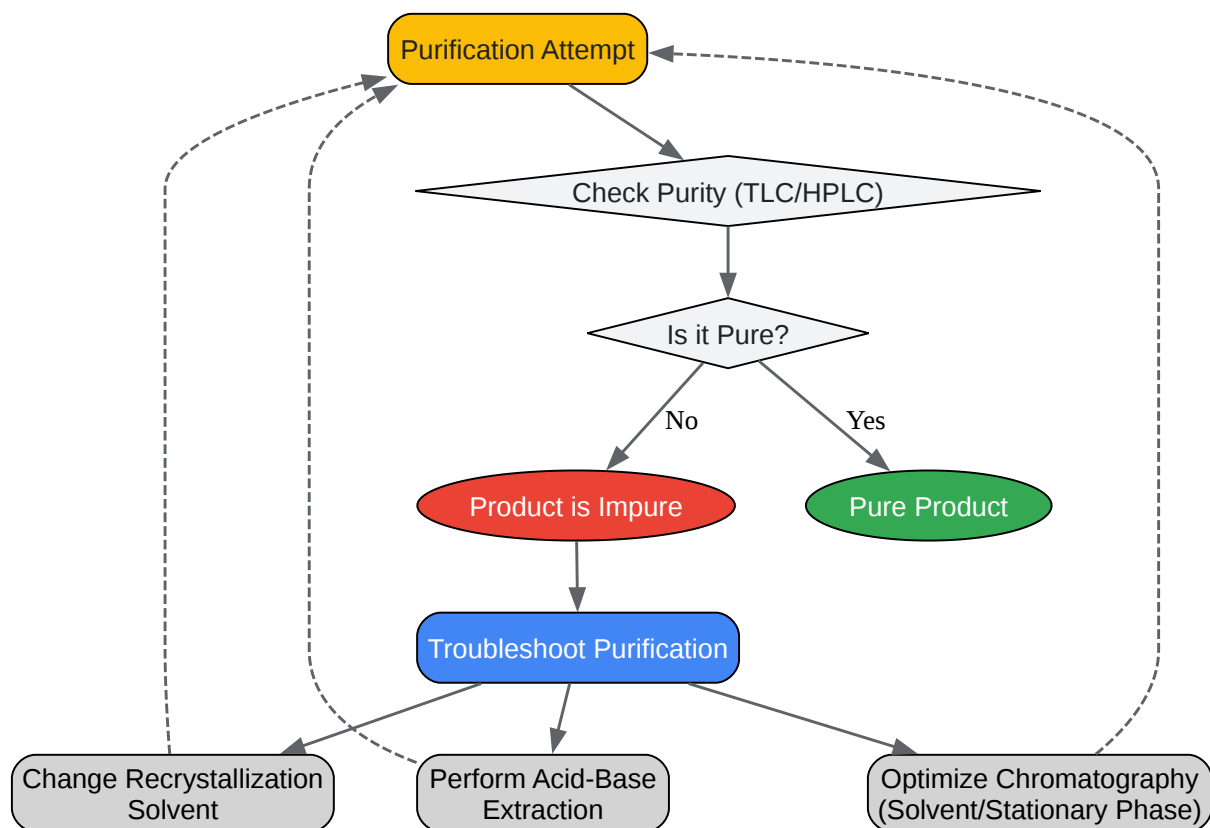 Purification Attempt
Check Purity (TLC/HPLC)
Is it Pure?
No
Yes
Product is Impure
Pure Product
Troubleshoot Purification
Change Recrystallization
Solvent
Perform Acid-Base
Extraction
Optimize Chromatography
(Solvent/Stationary Phase)